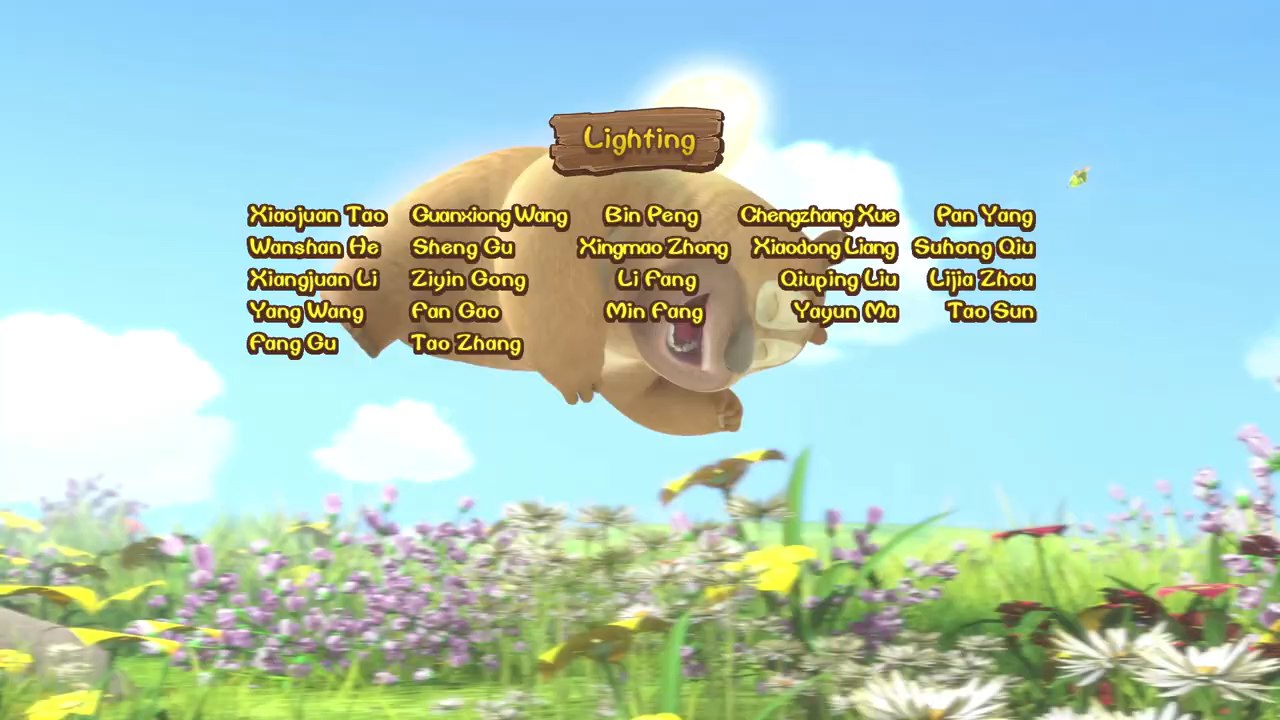 Lighting
Xiaojuan Tao Guanxiong Wang Bin Peng Chengzhang Xue Pan Yang
Wanshan He Sheng Gu Xingmao Zhong Xiaodong Liang Suhong Qiu
Xiangjuan Li Ziyin Gong Li Fang Qiuping Liu Lijia Zhou
Yang Wang Fan Gao Min Fang Yayun Ma Tao Sun
Fang Gu Tao Zhang